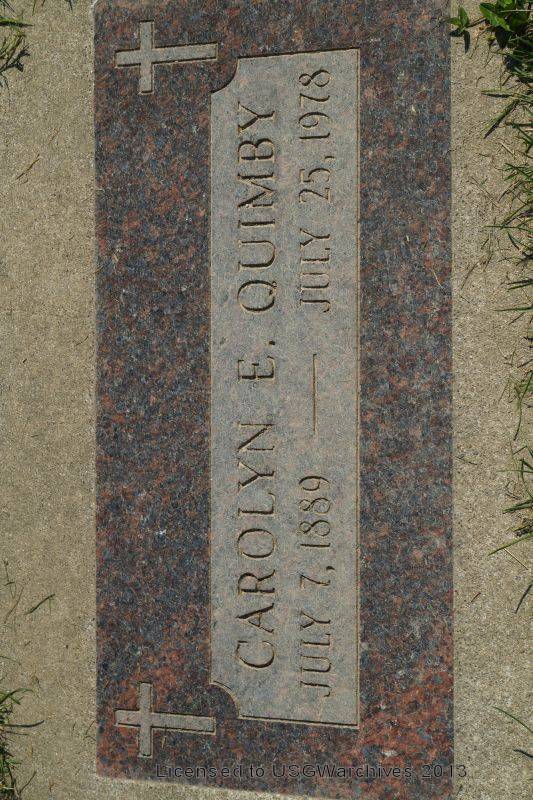 CAROLYN E. QUIMBY
JULY 7, 1889 — JULY 25, 1978
Licensed to USGWarchives 2013